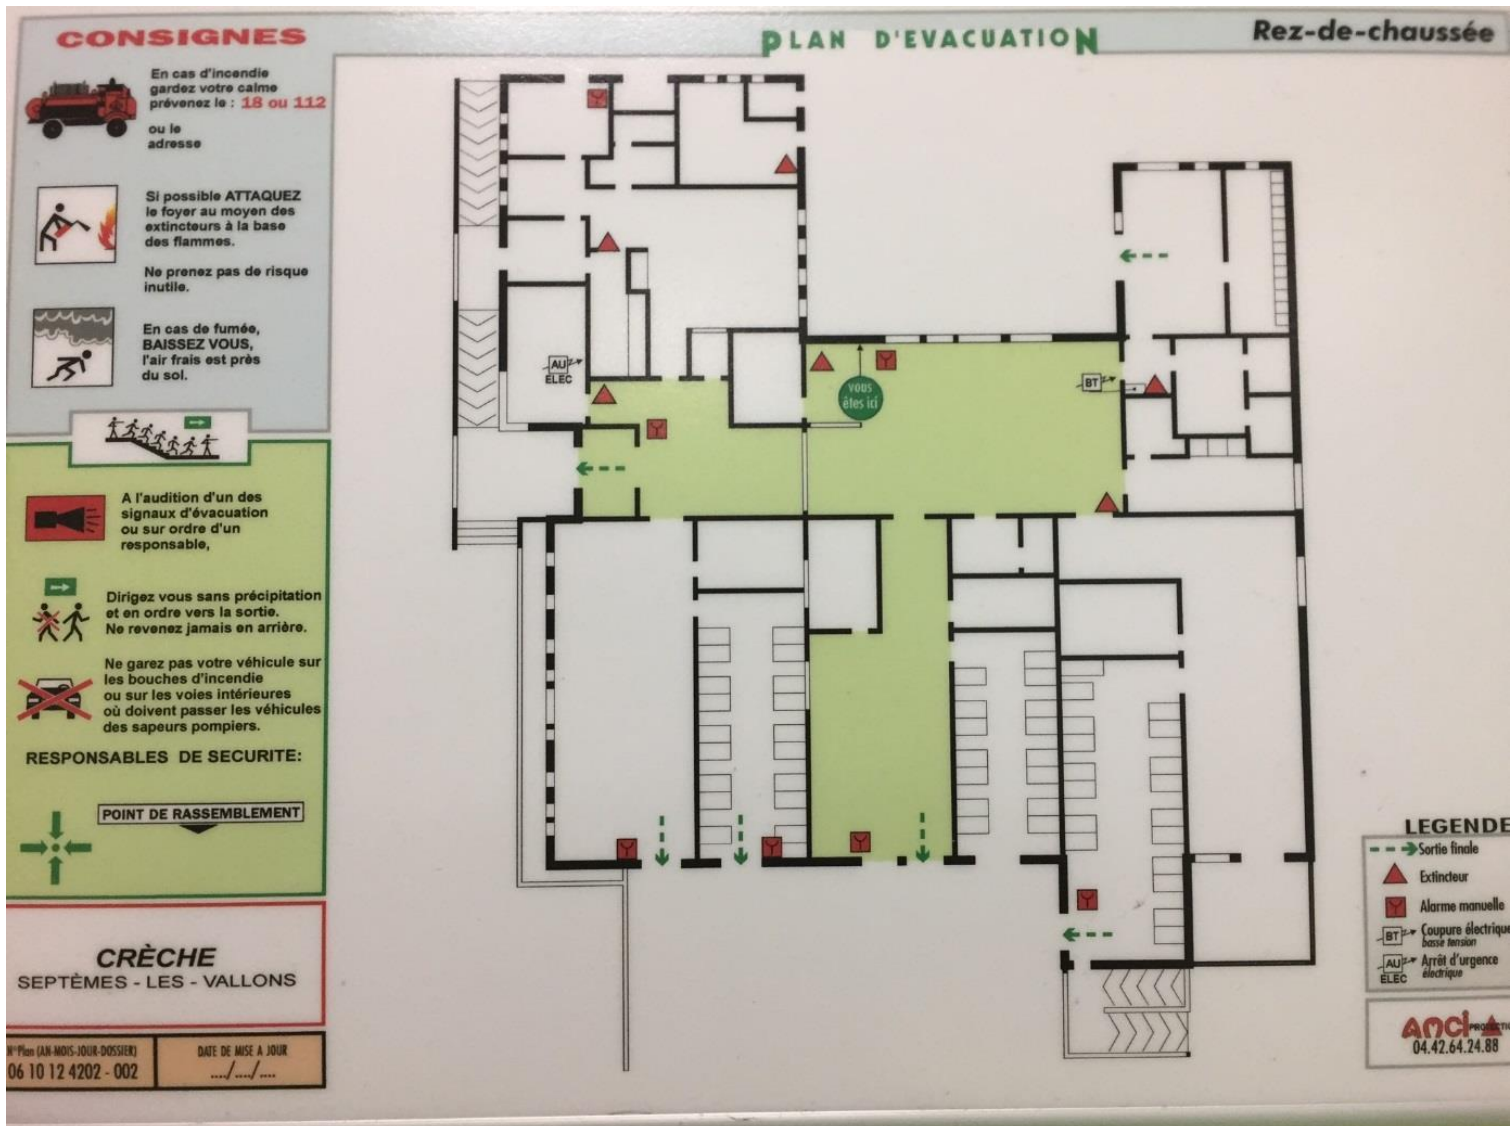 CONSIGNES
PLAN D'EVACUATION
Rez-de-chaussée
En cas d'incendie
gardez votre calme
prévenez le : 18 ou 112
ou le
adresse
Si possible ATTAQUEZ
le foyer au moyen des
extincteurs à la base
des flammes.
Ne prenez pas de risque
inutile.
En cas de fumée,
BAISSEZ VOUS,
l'air frais est près
du sol.
A l'audition d'un des
signaux d'évacuation
ou sur ordre d'un
responsable,
Dirigez vous sans précipitation
et en ordre vers la sortie.
Ne revenez jamais en arrière.
Ne garez pas votre véhicule sur
les bouches d'incendie
ou sur les voies intérieures
où doivent passer les véhicules
des sapeurs pompiers.
RESPONSABLES DE SECURITE:
POINT DE RASSEMBLEMENT
CRÈCHE
SEPTÈMES - LES - VALLONS
N°Plan (AN-MOIS-JOUR-DOSSIER)
06 10 12 4202 - 002
DATE DE MISE A JOUR
..../..../....
AU
ELEC
vous
êtes ici
BT
LEGENDE
Sortie finale
Extincteur
Alarme manuelle
BT
Coupure électrique
basse tension
AU
ELEC
Arrêt d'urgence
électrique
ANCI
04.42.64.24.88